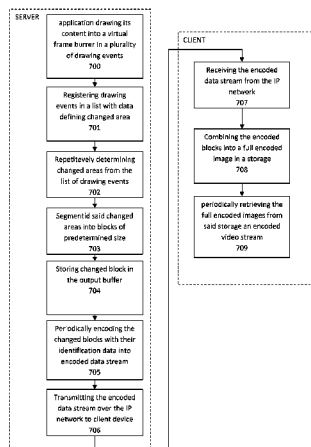 SERVER
application drawing its
content into a virtual
frame burrer in a plurality
of drawing events
700
Registering drawing
events in a list with data
defining changed area
701
Repetitevely determining
changed areas from the
list of drawing events
702
Segmentid said changed
areas into blocks of
predetermined size
703
Storing changed block in
the output buffer
704
Periodically encoding the
changed blocks with their
identification data into
encoded data stream
705
Transmitting the encoded
data stream over the IP
network to client device
706
CLIENT
Receiving the encoded
data stream from the IP
network
707
Combining the encoded
blocks into a full encoded
image in a storage
708
periodically retrieving the
full encoded images from
said storage an encoded
video stream
709